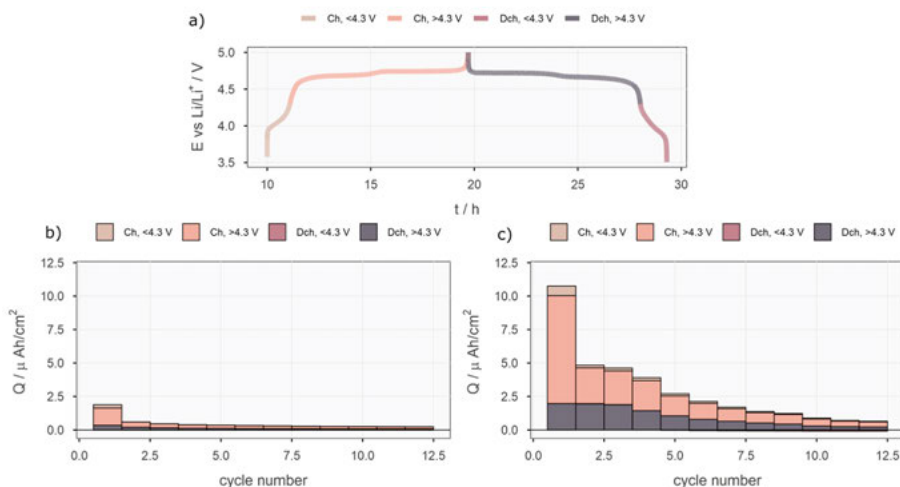 a)
Ch, <4.3 V Ch, >4.3 V Dch, <4.3 V Dch, >4.3 V
E vs Li/Li⁺ / V
5.0
4.5
4.0
3.5
10 15 20 25 30
t / h
b)
Ch, <4.3 V Ch, >4.3 V Dch, <4.3 V Dch, >4.3 V
Q / μ Ah/cm²
12.5
10.0
7.5
5.0
2.5
0.0
0.0 2.5 5.0 7.5 10.0 12.5
cycle number
c)
Ch, <4.3 V Ch, >4.3 V Dch, <4.3 V Dch, >4.3 V
Q / μ Ah/cm²
12.5
10.0
7.5
5.0
2.5
0.0
0.0 2.5 5.0 7.5 10.0 12.5
cycle number